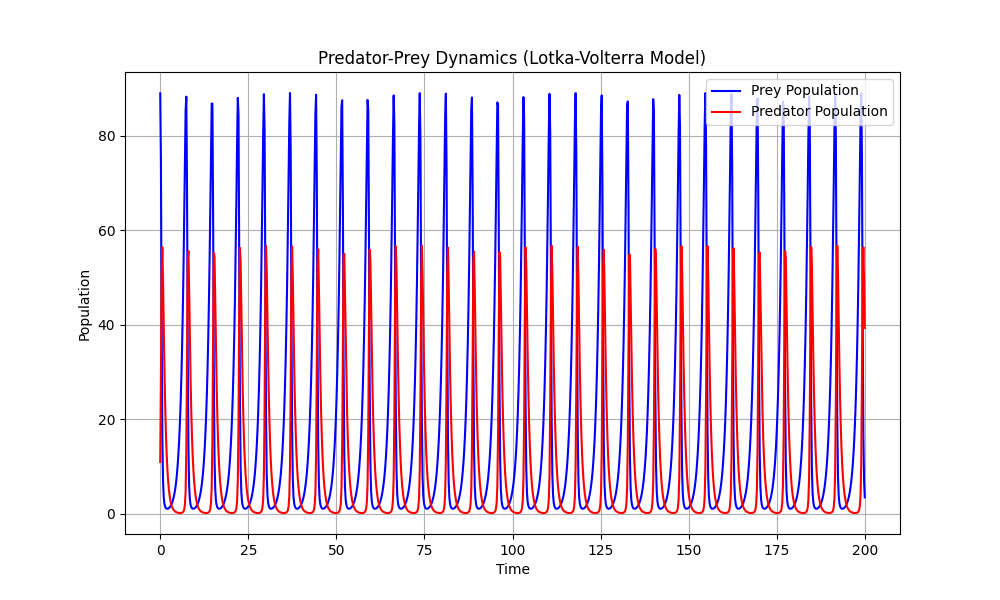 Predator-Prey Dynamics (Lotka-Volterra Model)
Prey Population
Predator Population
Population
80
60
40
20
0
0 25 50 75 100 125 150 175 200
Time